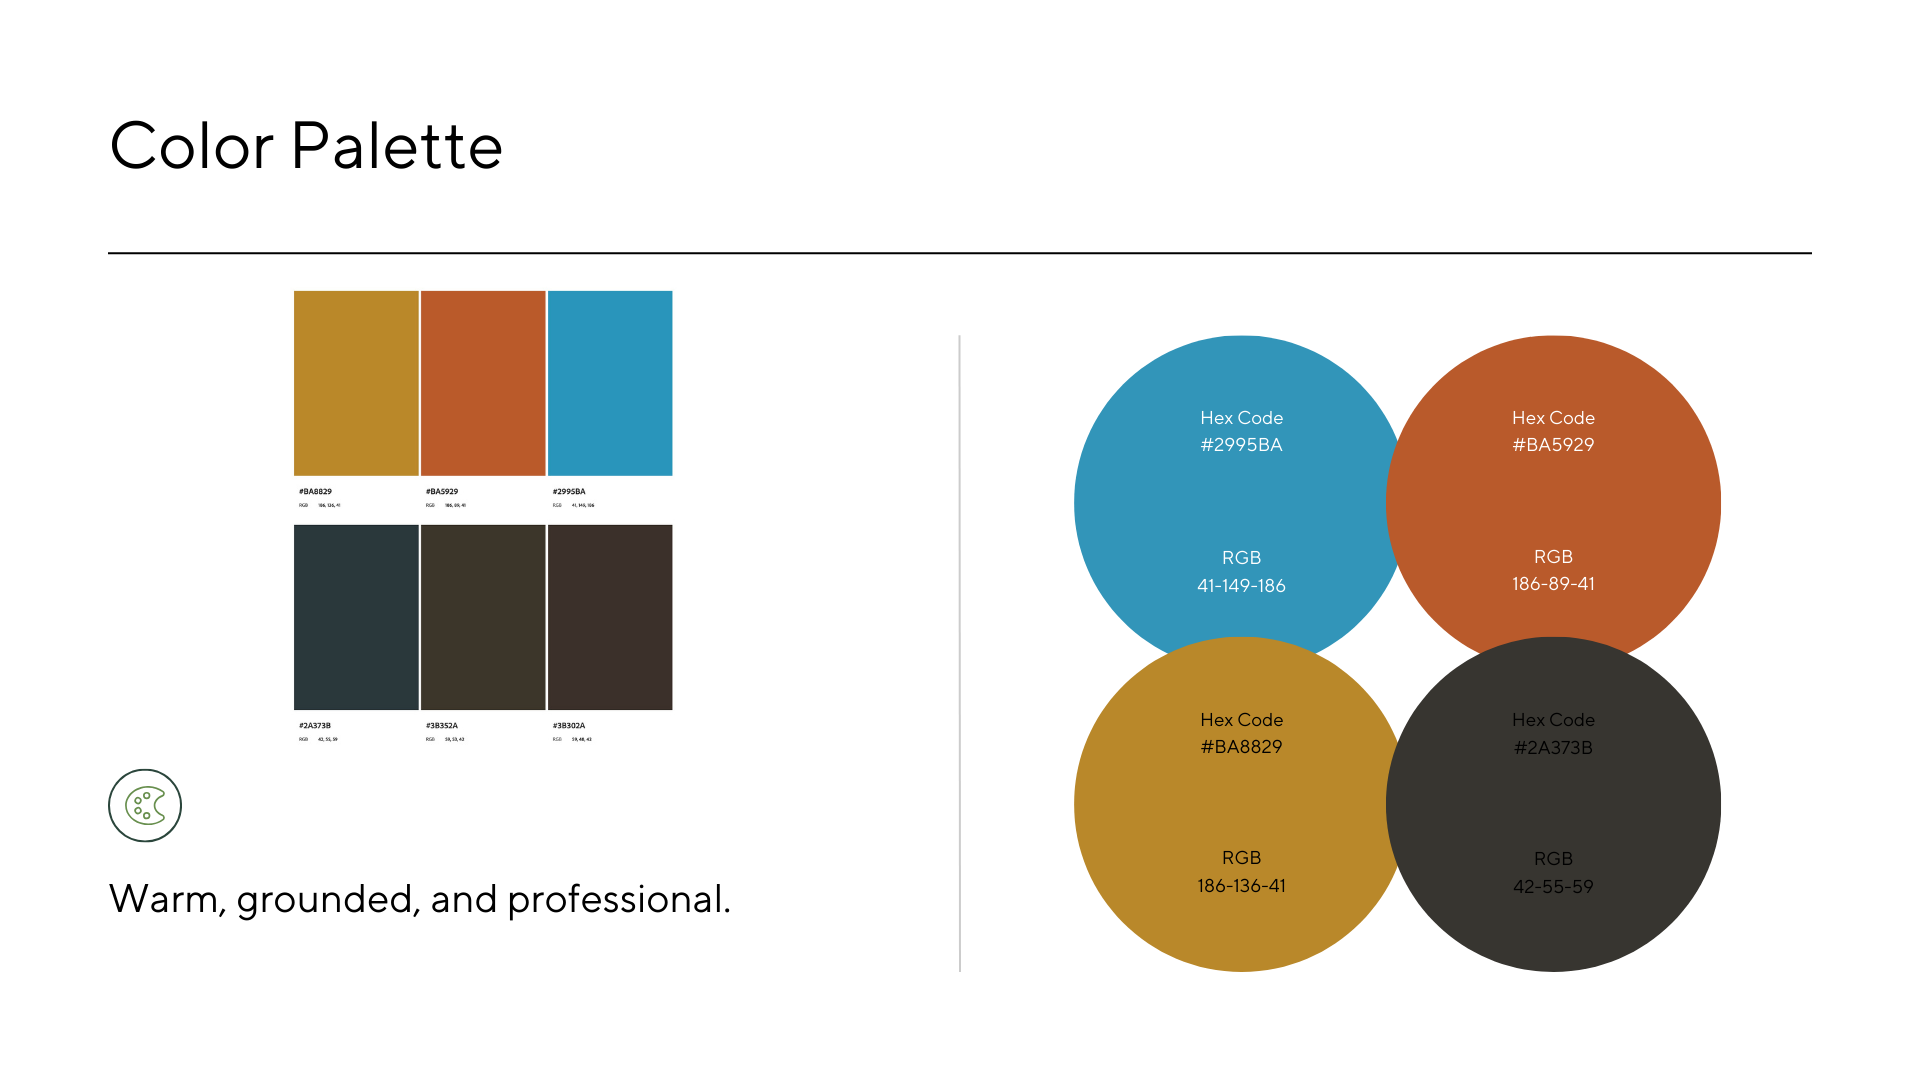 Color Palette
#BA8829
RGB 186, 136, 41
#BA5929
RGB 186, 89, 41
#2995BA
RGB 41, 149, 186
#2A373B
RGB 42, 55, 59
#3B352A
RGB 59, 53, 42
#3B302A
RGB 59, 48, 42
Warm, grounded, and professional.
Hex Code
#2995BA
RGB
41-149-186
Hex Code
#BA5929
RGB
186-89-41
Hex Code
#BA8829
RGB
186-136-41
Hex Code
#2A373B
RGB
42-55-59